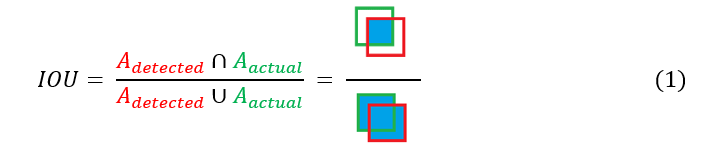 IOU = A_detected ∩ A_actual / A_detected ∪ A_actual = (1)